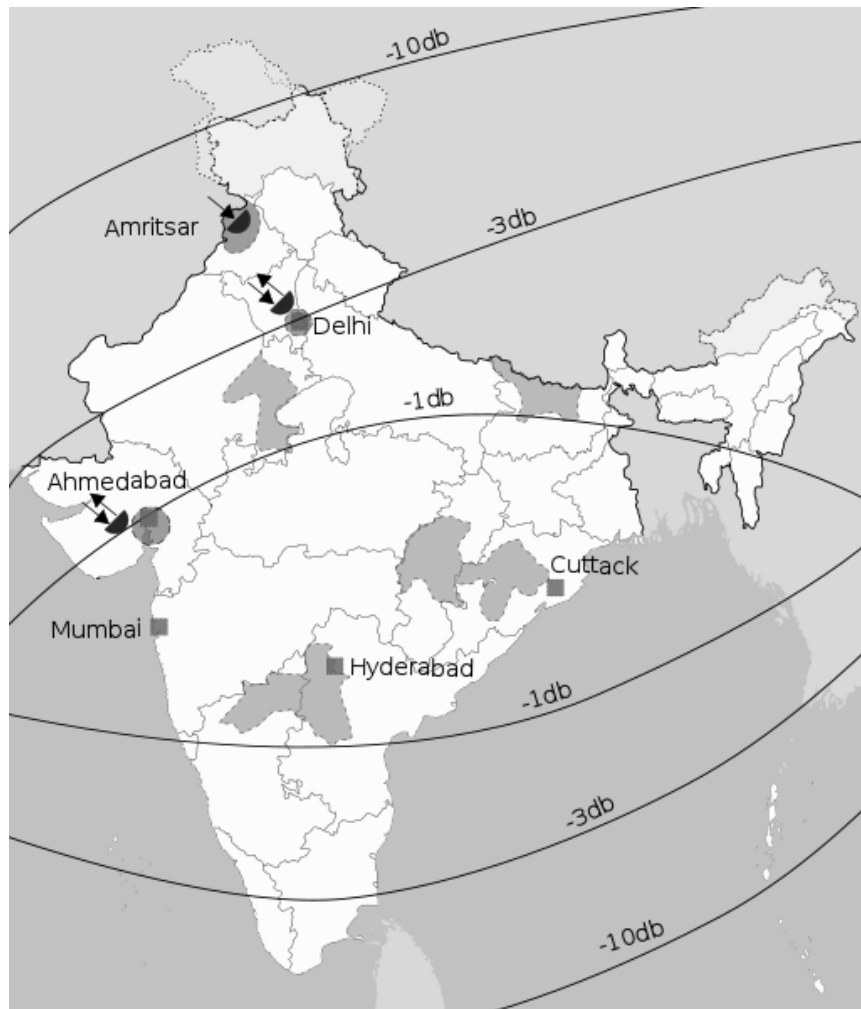 -10db
-3db
Amritsar
Delhi
-1db
Ahmedabad
Cuttack
Mumbai
Hyderabad
-1db
-3db
-10db